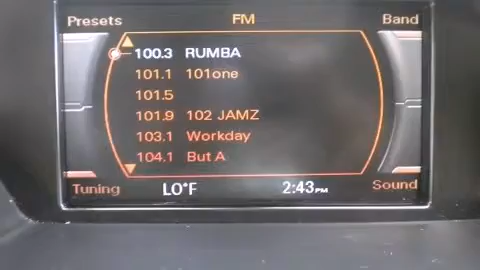 Presets FM Band
100.3 RUMBA
101.1 101one
101.5
101.9 102 JAMZ
103.1 Workday
104.1 But A
Tuning LO°F 2:43PM Sound